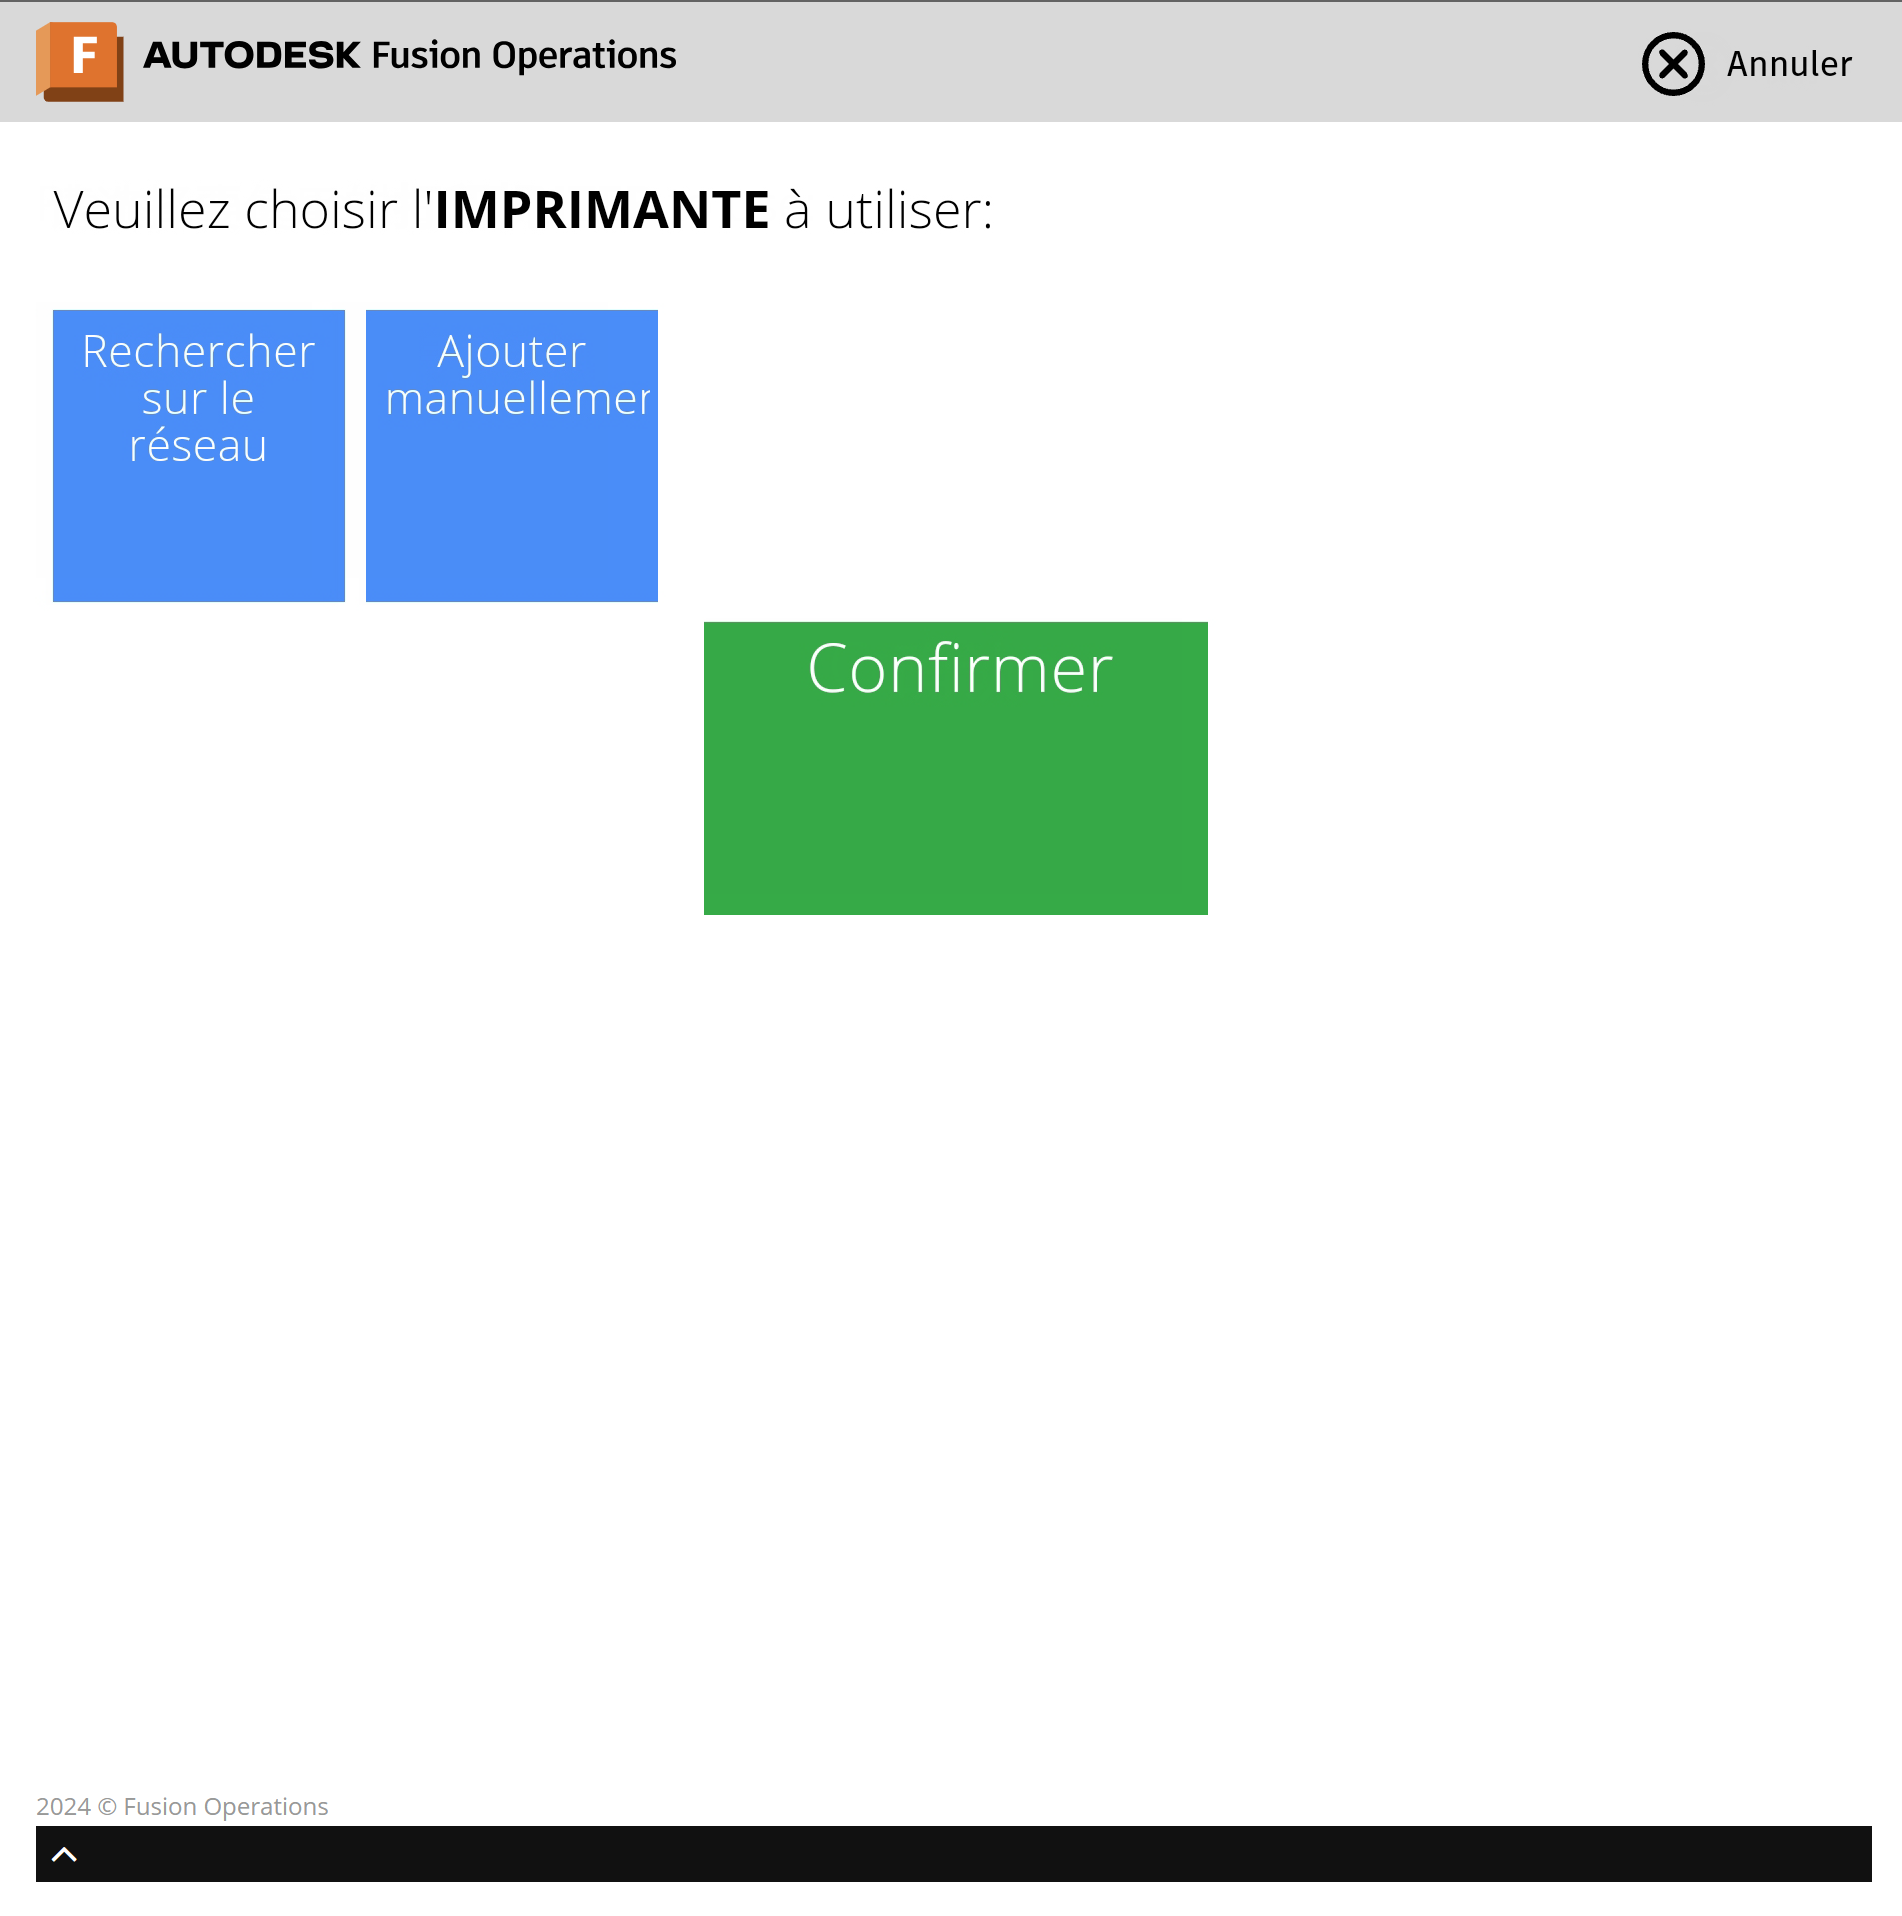 F AUTODESK Fusion Operations
Annuler
Veuillez choisir l'IMPRIMANTE à utiliser:
Rechercher
sur le
réseau
Ajouter
manuellemer
Confirmer
2024 © Fusion Operations